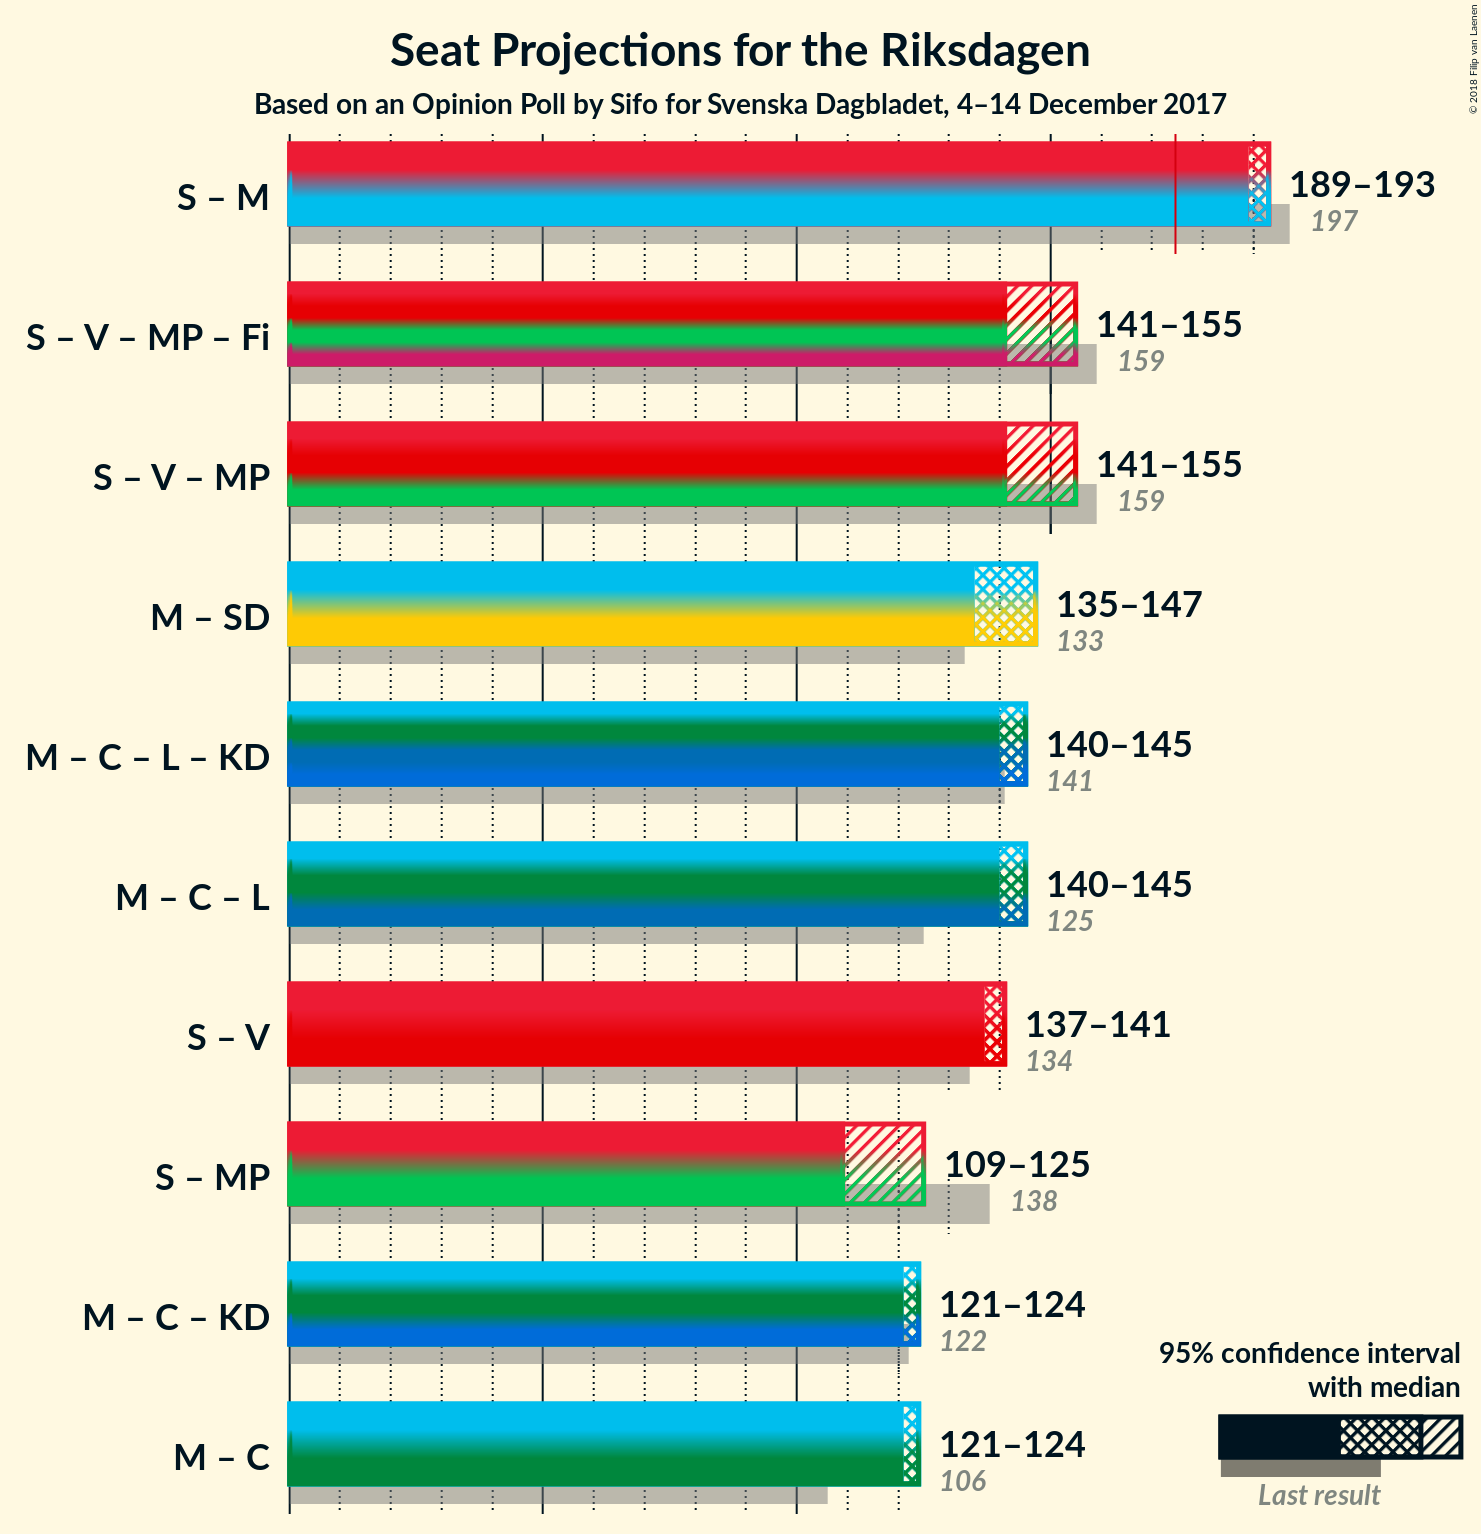 Seat Projections for the Riksdagen
Based on an Opinion Poll by Sifo for Svenska Dagbladet, 4–14 December 2017
© 2018 Filip van Laenen
S – M
189–193
197
S – V – MP – Fi
141–155
159
S – V – MP
141–155
159
M – SD
135–147
133
M – C – L – KD
140–145
141
M – C – L
140–145
125
S – V
137–141
134
S – MP
109–125
138
M – C – KD
121–124
122
M – C
121–124
106
95% confidence interval
with median
Last result